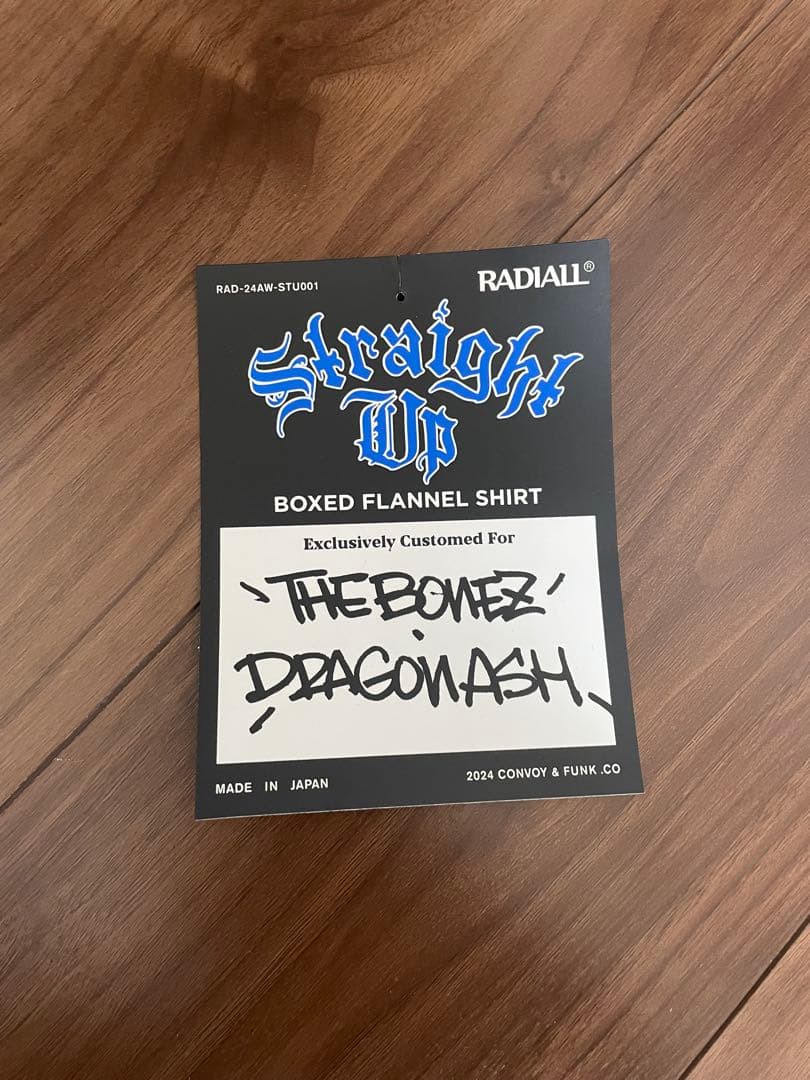 RAD-24AW-STU001
RADIALL®
Straight
Up
BOXED FLANNEL SHIRT
Exclusively Customed For
THE BONEZ
DRAGON ASH
MADE IN JAPAN
2024 CONVOY & FUNK .CO